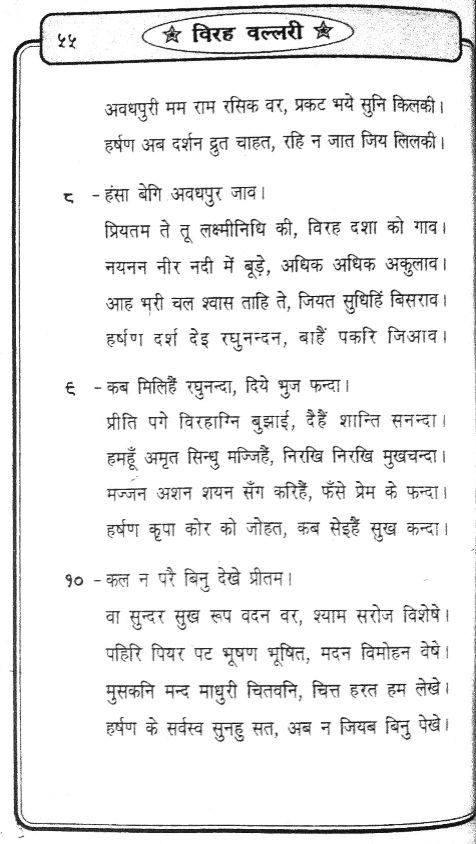 ५५
☆ विरह वल्लरी ☆
अवधपुरी मम राम रसिक वर, प्रकट भये सुनि किलकी।
हर्षण अब दर्शन द्रुत चाहत, रहि न जात जिय लिलकी।
८ - हंसा बेगि अवधपुर जाव।
प्रियतम ते तू लक्ष्मीनिधि की, विरह दशा को गाव।
नयनन नीर नदी में बूड़े, अधिक अधिक अकुलाव।
आह भरी चल श्वास ताहि ते, जियत सुधिहिं बिसराव।
हर्षण दर्श देइ रघुनन्दन, बाहैं पकरि जिआव।
९ - कब मिलिहैं रघुनन्दा, दिये भुज फन्दा।
प्रीति पगे विरहाग्नि बुझाई, दैहैं शान्ति सनन्दा।
हमहूँ अमृत सिन्धु मज्जिहैं, निरखि निरखि मुखचन्दा।
मज्जन अशन शयन सँग करिहैं, फँसे प्रेम के फन्दा।
हर्षण कृपा कोर को जोहत, कब सेइहैं सुख कन्दा।
१० - कल न परै बिनु देखे प्रीतम।
वा सुन्दर सुख रूप वदन वर, श्याम सरोज विशेषे।
पहिरि पियर पट भूषण भूषित, मदन विमोहन वेषे।
मुसकनि मन्द माधुरी चितवनि, चित्त हरत हम लेखे।
हर्षण के सर्वस्व सुनहु सत, अब न जियब बिनु पेखे।